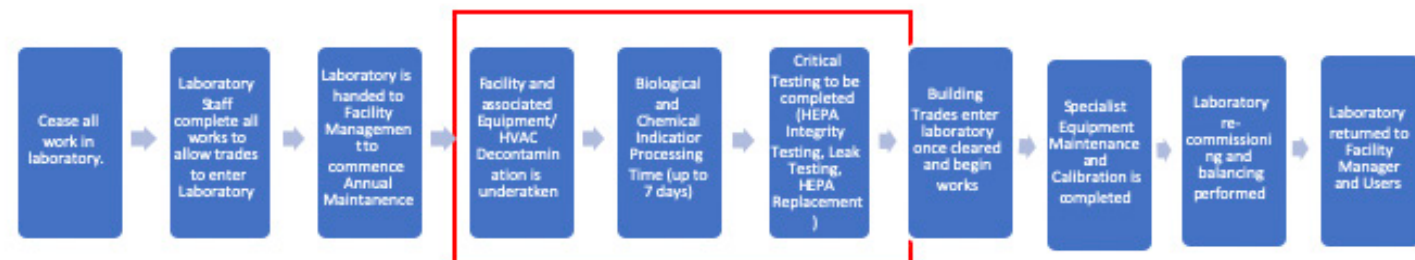 Cease all
work in
laboratory.
Laboratory
Staff
complete all
works to
allow trades
to enter
Laboratory
Laboratory is
handed to
Facility
Managemen
t to
commence
Annual
Maintanence
Facility and
associated
Equipment/
HVAC
Decontamin
ation is
underatken
Biological
and
Chemical
Indication
Processing
Time (up to
7 days)
Critical
Testing to be
completed
(HEPA
Integrity
Testing, Leak
Testing,
HEPA
Replacement
)
Building
Trades enter
laboratory
once cleared
and begin
works
Specialist
Equipment
Maintenance
and
Calibration is
completed
Laboratory
re-
commissioni
ng and
balancing
performed
Laboratory
returned to
Facility
Manager
and Users